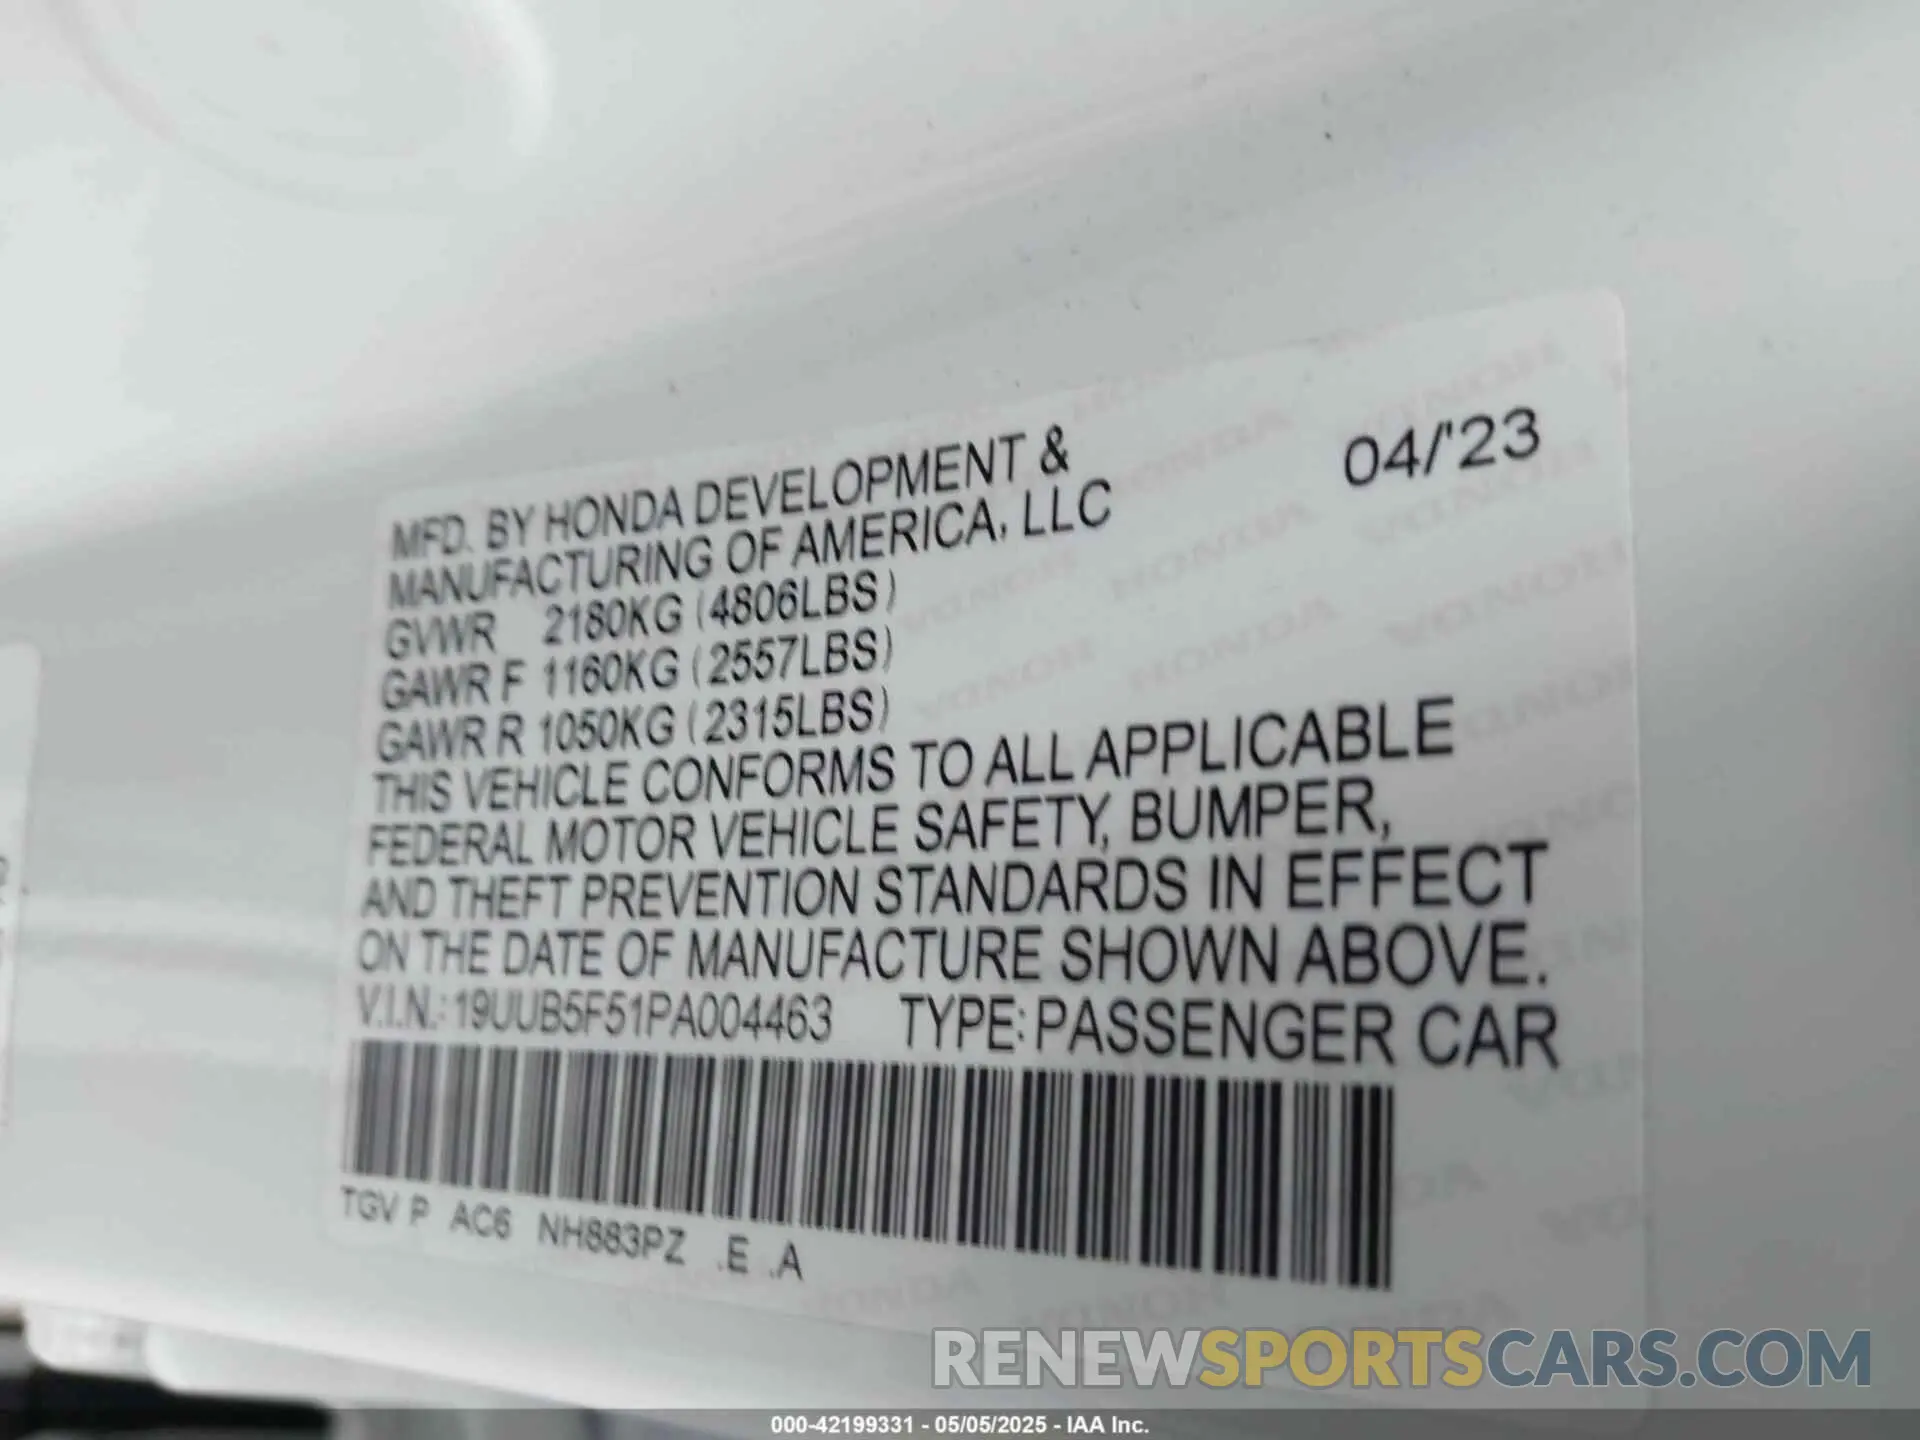 04/'23
MFD. BY HONDA DEVELOPMENT &
MANUFACTURING OF AMERICA, LLC
GVWR 2180KG (4806LBS)
GAWR F 1160KG (2557LBS)
GAWR R 1050KG (2315LBS)
THIS VEHICLE CONFORMS TO ALL APPLICABLE
FEDERAL MOTOR VEHICLE SAFETY, BUMPER,
AND THEFT PREVENTION STANDARDS IN EFFECT
ON THE DATE OF MANUFACTURE SHOWN ABOVE.
V.I.N.: 19UUB5F51PA004463 TYPE: PASSENGER CAR
TGV P AC6 NH883PZ .E .A
RENEWSPORTSCARS.COM
000-42199331 - 05/05/2025 - IAA Inc.